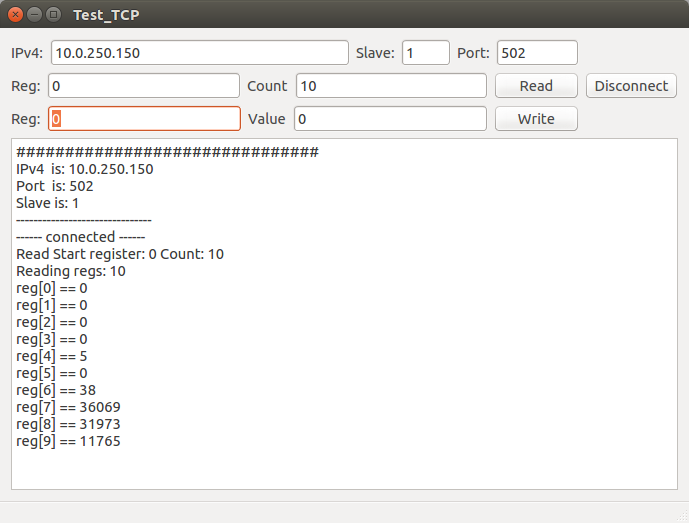 Test_TCP
IPv4: 10.0.250.150 Slave: 1 Port: 502
Reg: 0 Count 10 Read Disconnect
Reg: 0 Value 0 Write
###############################
IPv4  is: 10.0.250.150
Port  is: 502
Slave is: 1
-------------------------------
------ connected ------
Read Start register: 0 Count: 10
Reading regs: 10
reg[0] == 0
reg[1] == 0
reg[2] == 0
reg[3] == 0
reg[4] == 5
reg[5] == 0
reg[6] == 38
reg[7] == 36069
reg[8] == 31973
reg[9] == 11765